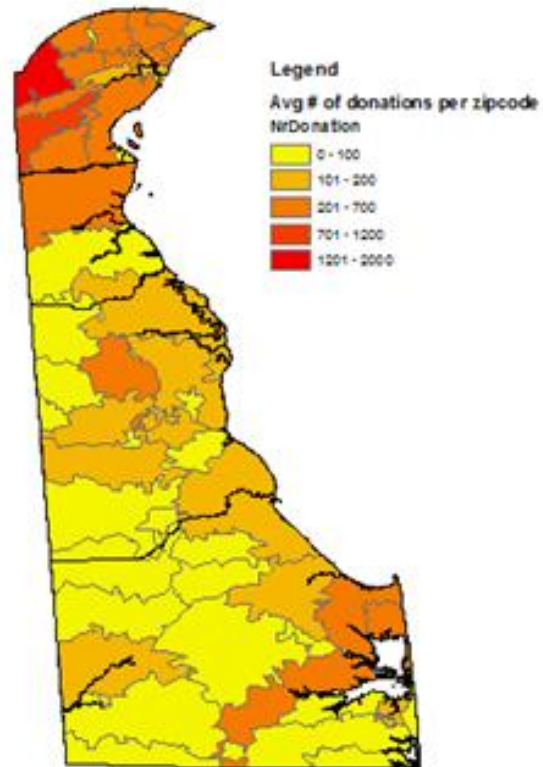 Legend
Avg # of donations per zipcode
NrDonation
0 - 100
101 - 200
201 - 700
701 - 1200
1201 - 2000